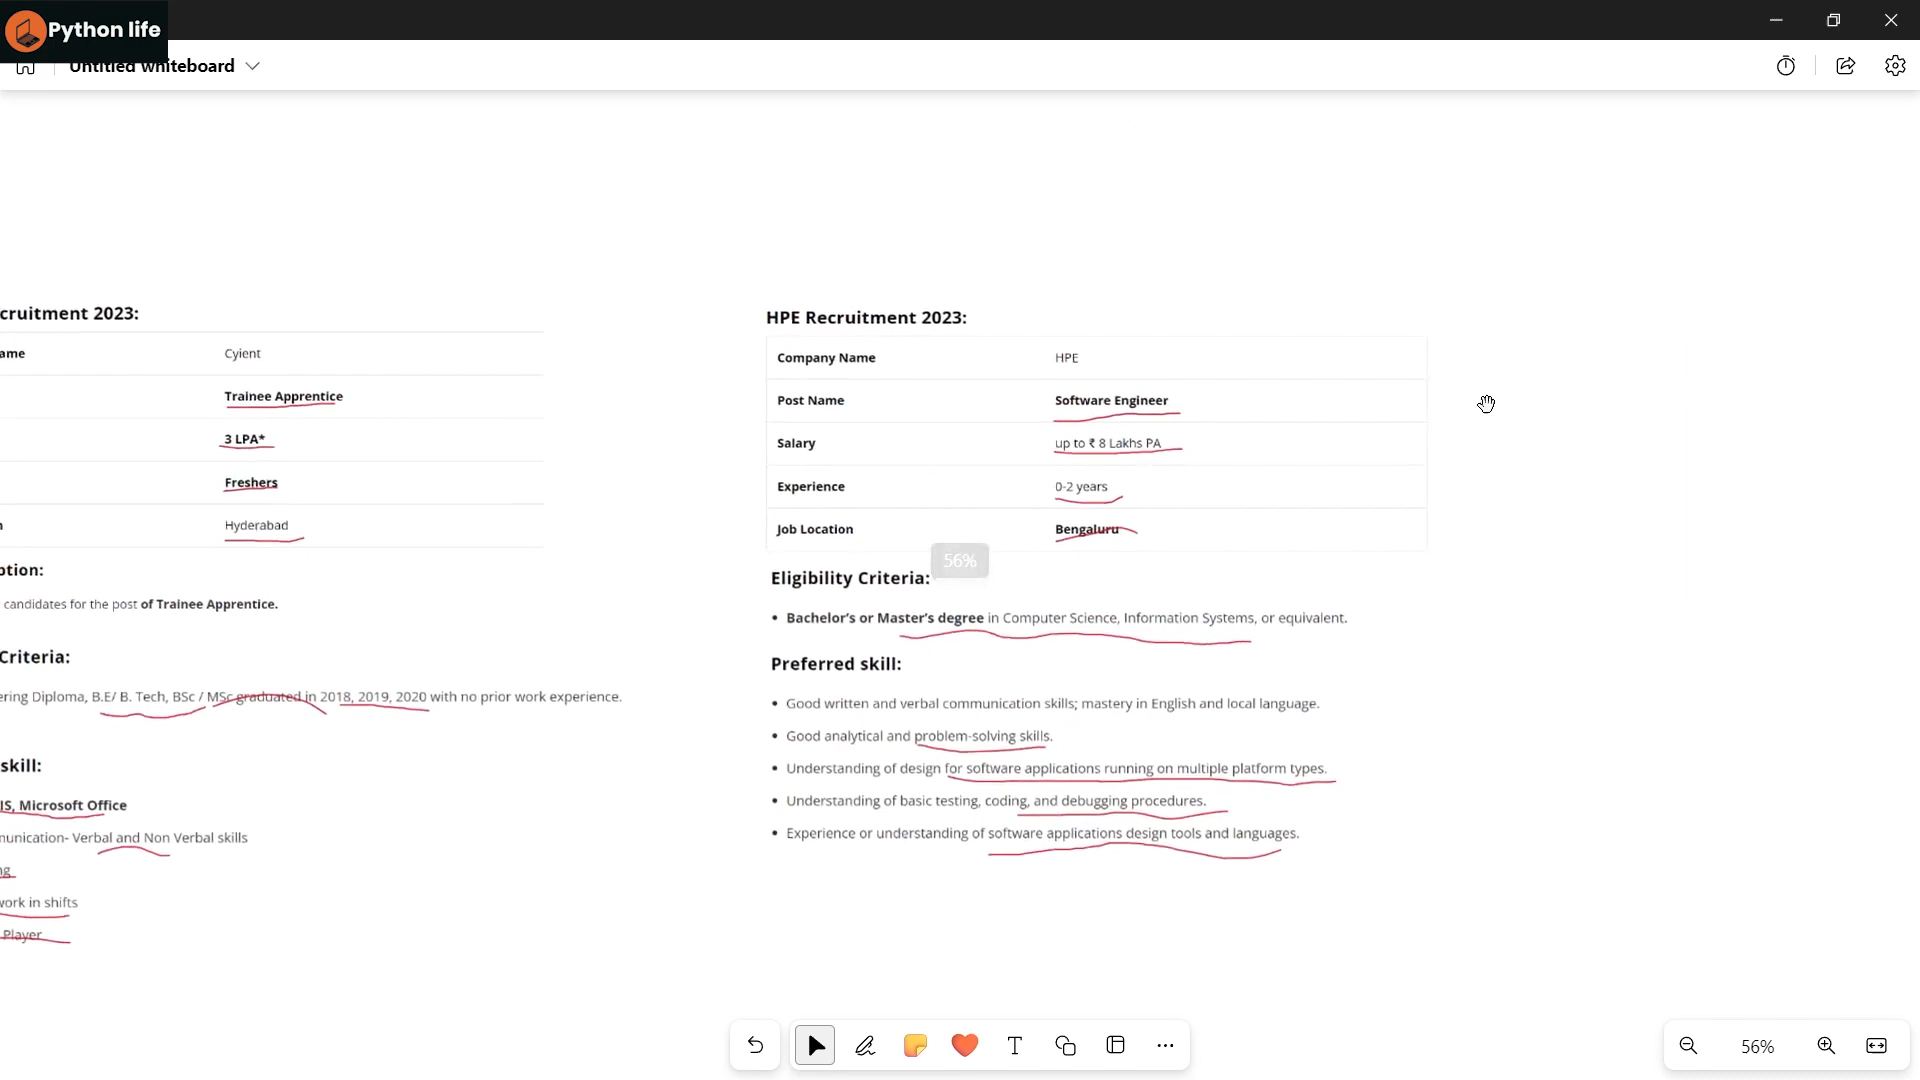 Python life
Untitled whiteboard
cruitment 2023:
ame Cyient
Trainee Apprentice
3 LPA*
Freshers
n Hyderabad
ption:
candidates for the post of Trainee Apprentice.
Criteria:
ering Diploma, B.E/ B. Tech, BSc / MSc graduated in 2018, 2019, 2020 with no prior work experience.
skill:
IS, Microsoft Office
munication- Verbal and Non Verbal skills
ng
work in shifts
Player
HPE Recruitment 2023:
Company Name HPE
Post Name Software Engineer
Salary up to ₹ 8 Lakhs PA
Experience 0-2 years
Job Location Bengaluru
56%
Eligibility Criteria:
• Bachelor's or Master's degree in Computer Science, Information Systems, or equivalent.
Preferred skill:
• Good written and verbal communication skills; mastery in English and local language.
• Good analytical and problem-solving skills.
• Understanding of design for software applications running on multiple platform types.
• Understanding of basic testing, coding, and debugging procedures.
• Experience or understanding of software applications design tools and languages.
56%